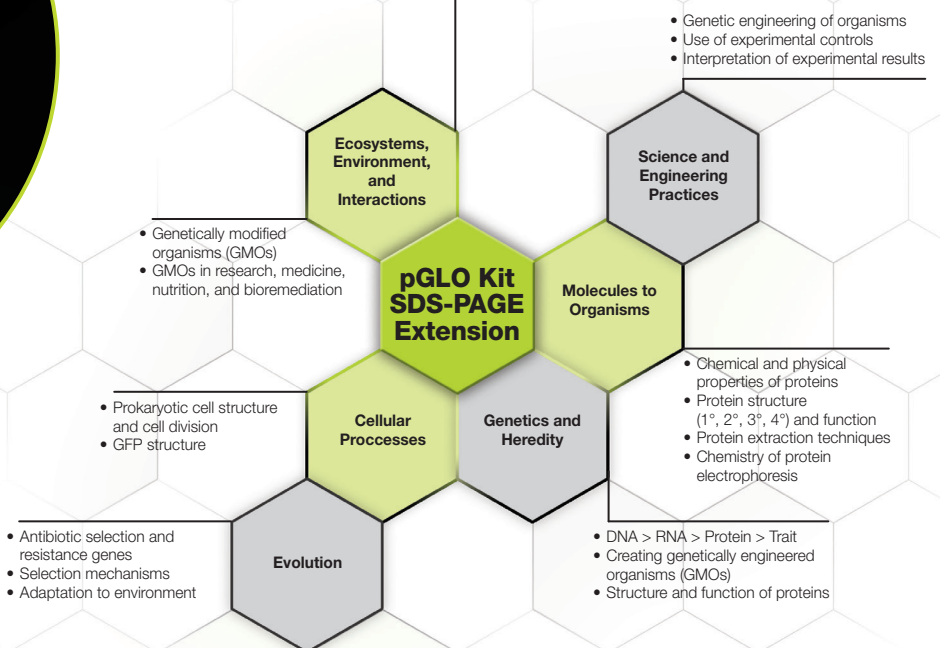 • Genetic engineering of organisms
• Use of experimental controls
• Interpretation of experimental results
Ecosystems,
Environment,
and
Interactions
Science and
Engineering
Practices
• Genetically modified
organisms (GMOs)
• GMOs in research, medicine,
nutrition, and bioremediation
pGLO Kit
SDS-PAGE
Extension
Molecules to
Organisms
• Chemical and physical
properties of proteins
• Protein structure
(1°, 2°, 3°, 4°) and function
• Protein extraction techniques
• Chemistry of protein
electrophoresis
• Prokaryotic cell structure
and cell division
• GFP structure
Cellular
Proccesses
Genetics and
Heredity
• Antibiotic selection and
resistance genes
• Selection mechanisms
• Adaptation to environment
Evolution
• DNA > RNA > Protein > Trait
• Creating genetically engineered
organisms (GMOs)
• Structure and function of proteins